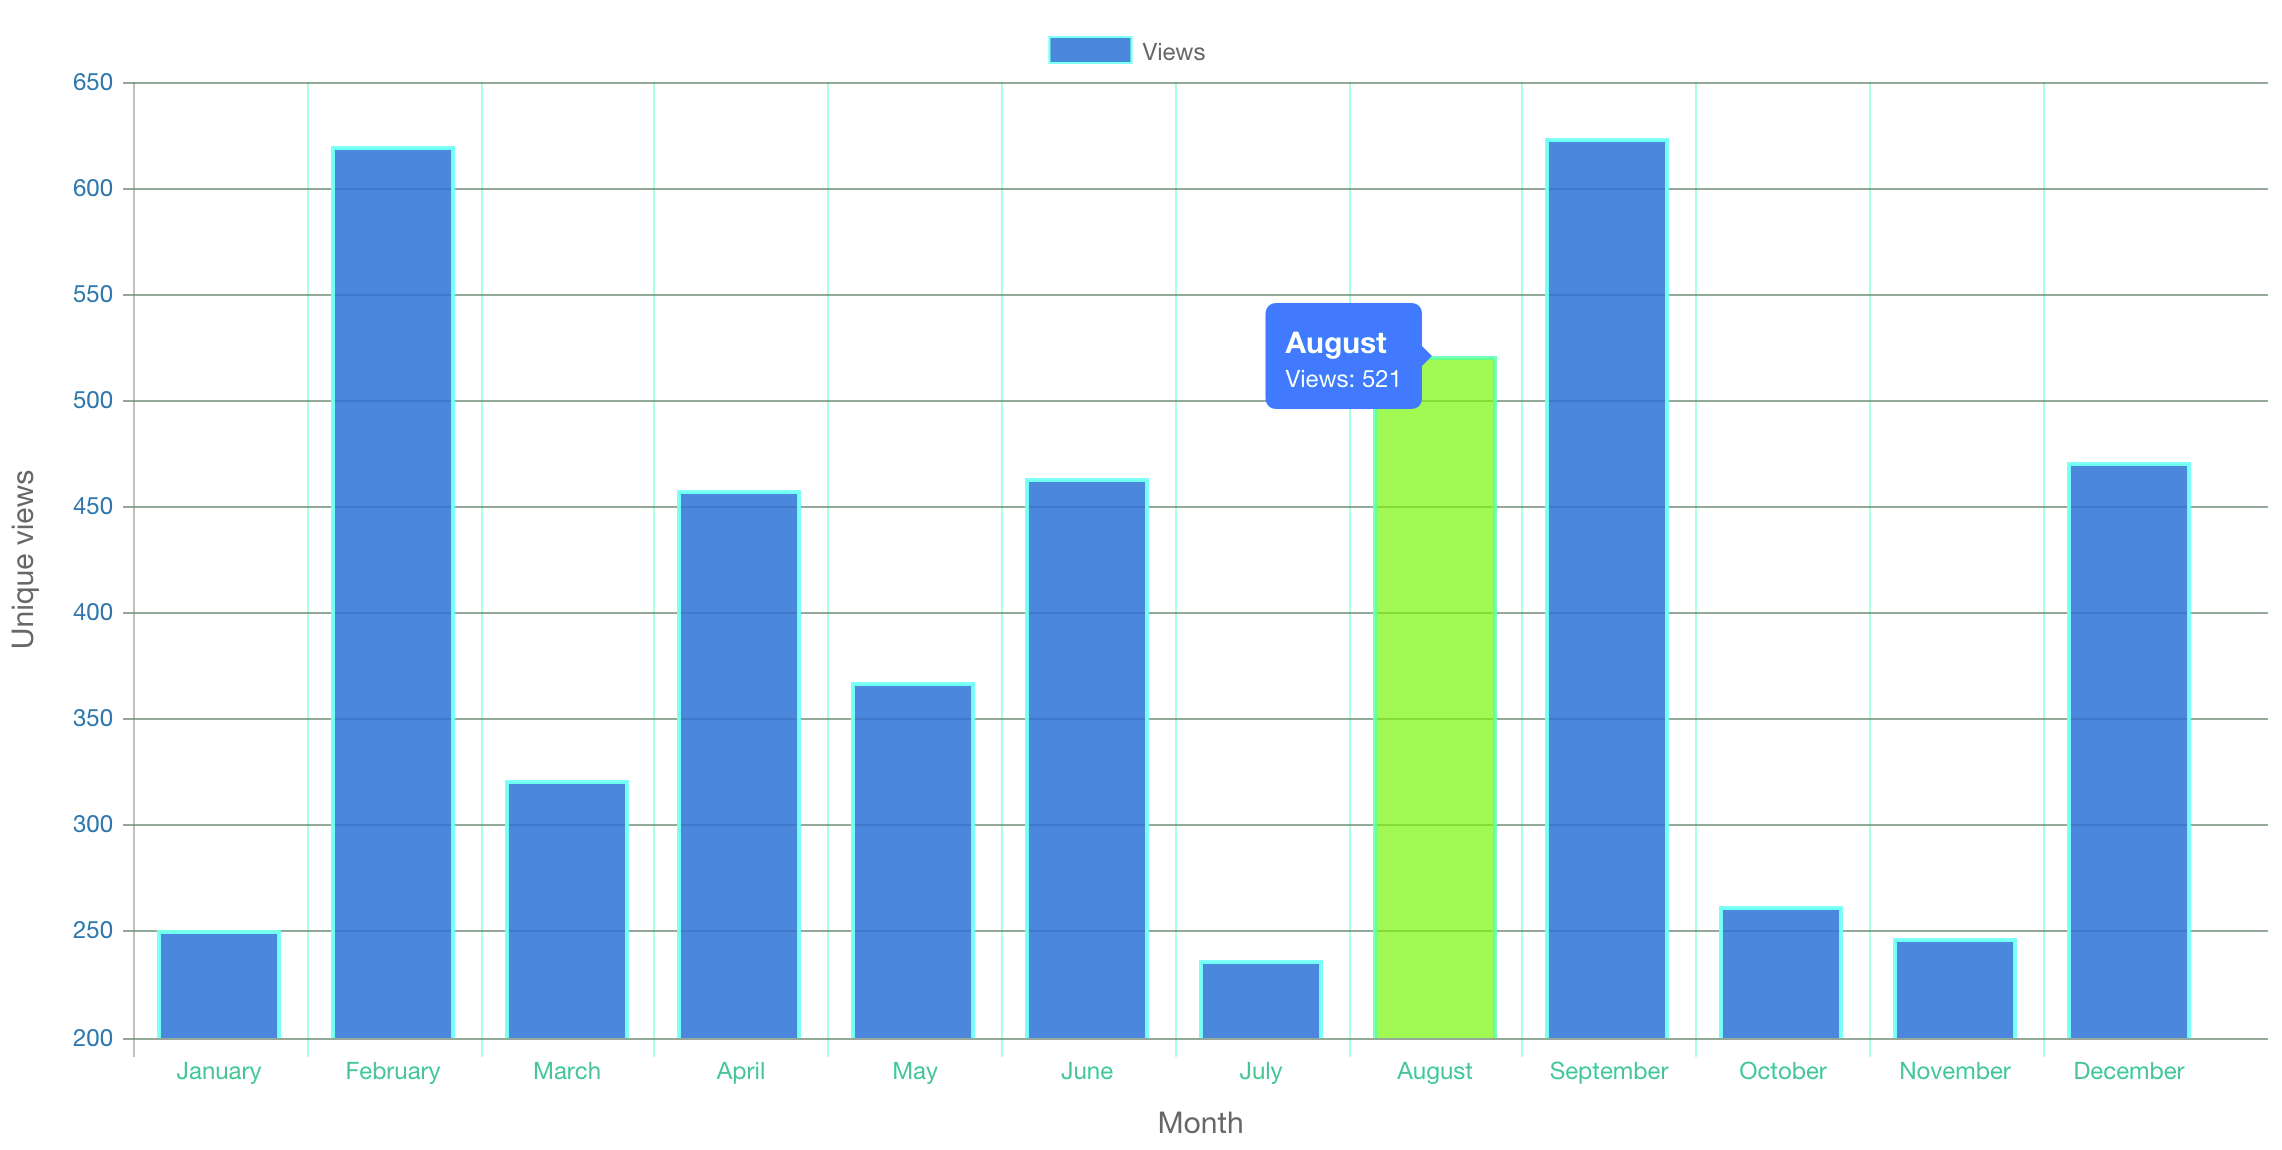 Views
650
600
550
500
450
400
350
300
250
200
Unique views
August
Views: 521
January February March April May June July August September October November December
Month